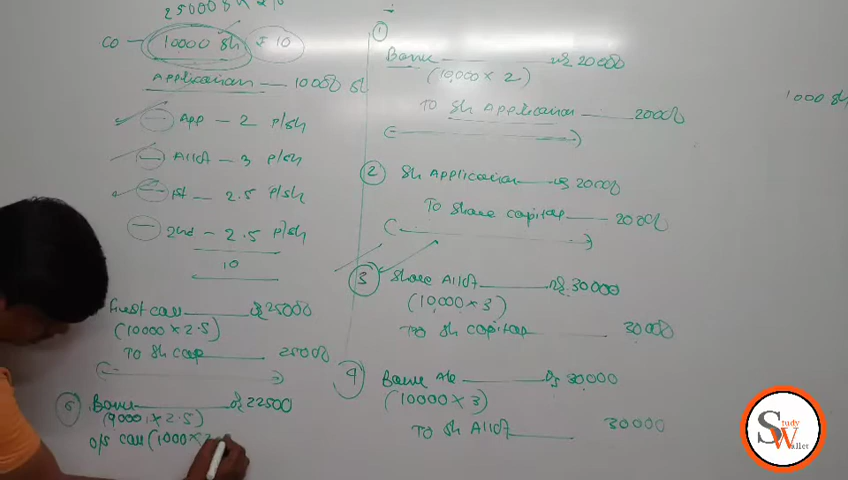 25000 sh x 10
CO — 10000 sh ₹ 10
Application — 10000 sh
App — 2 p/sh
Allot — 3 p/sh
1st — 2.5 p/sh
2nd — 2.5 p/sh
10
First call — Dr 25000
(10000 × 2.5)
To Sh cap — 25000
5 Bank — Dr 22500
(9000 × 2.5)
o/s call (1000 × 2
1
Bank — Dr 20000
(10,000 × 2)
To Sh Application — 20000
2 Sh Application — Dr 20000
To Share capital — 20000
3 Share Allot — Dr 30000
(10,000 × 3)
To Sh capital — 30000
4 Bank A/c — Dr 30000
(10000 × 3)
To Sh Allot — 30000
1000 sh
Study
Wallet